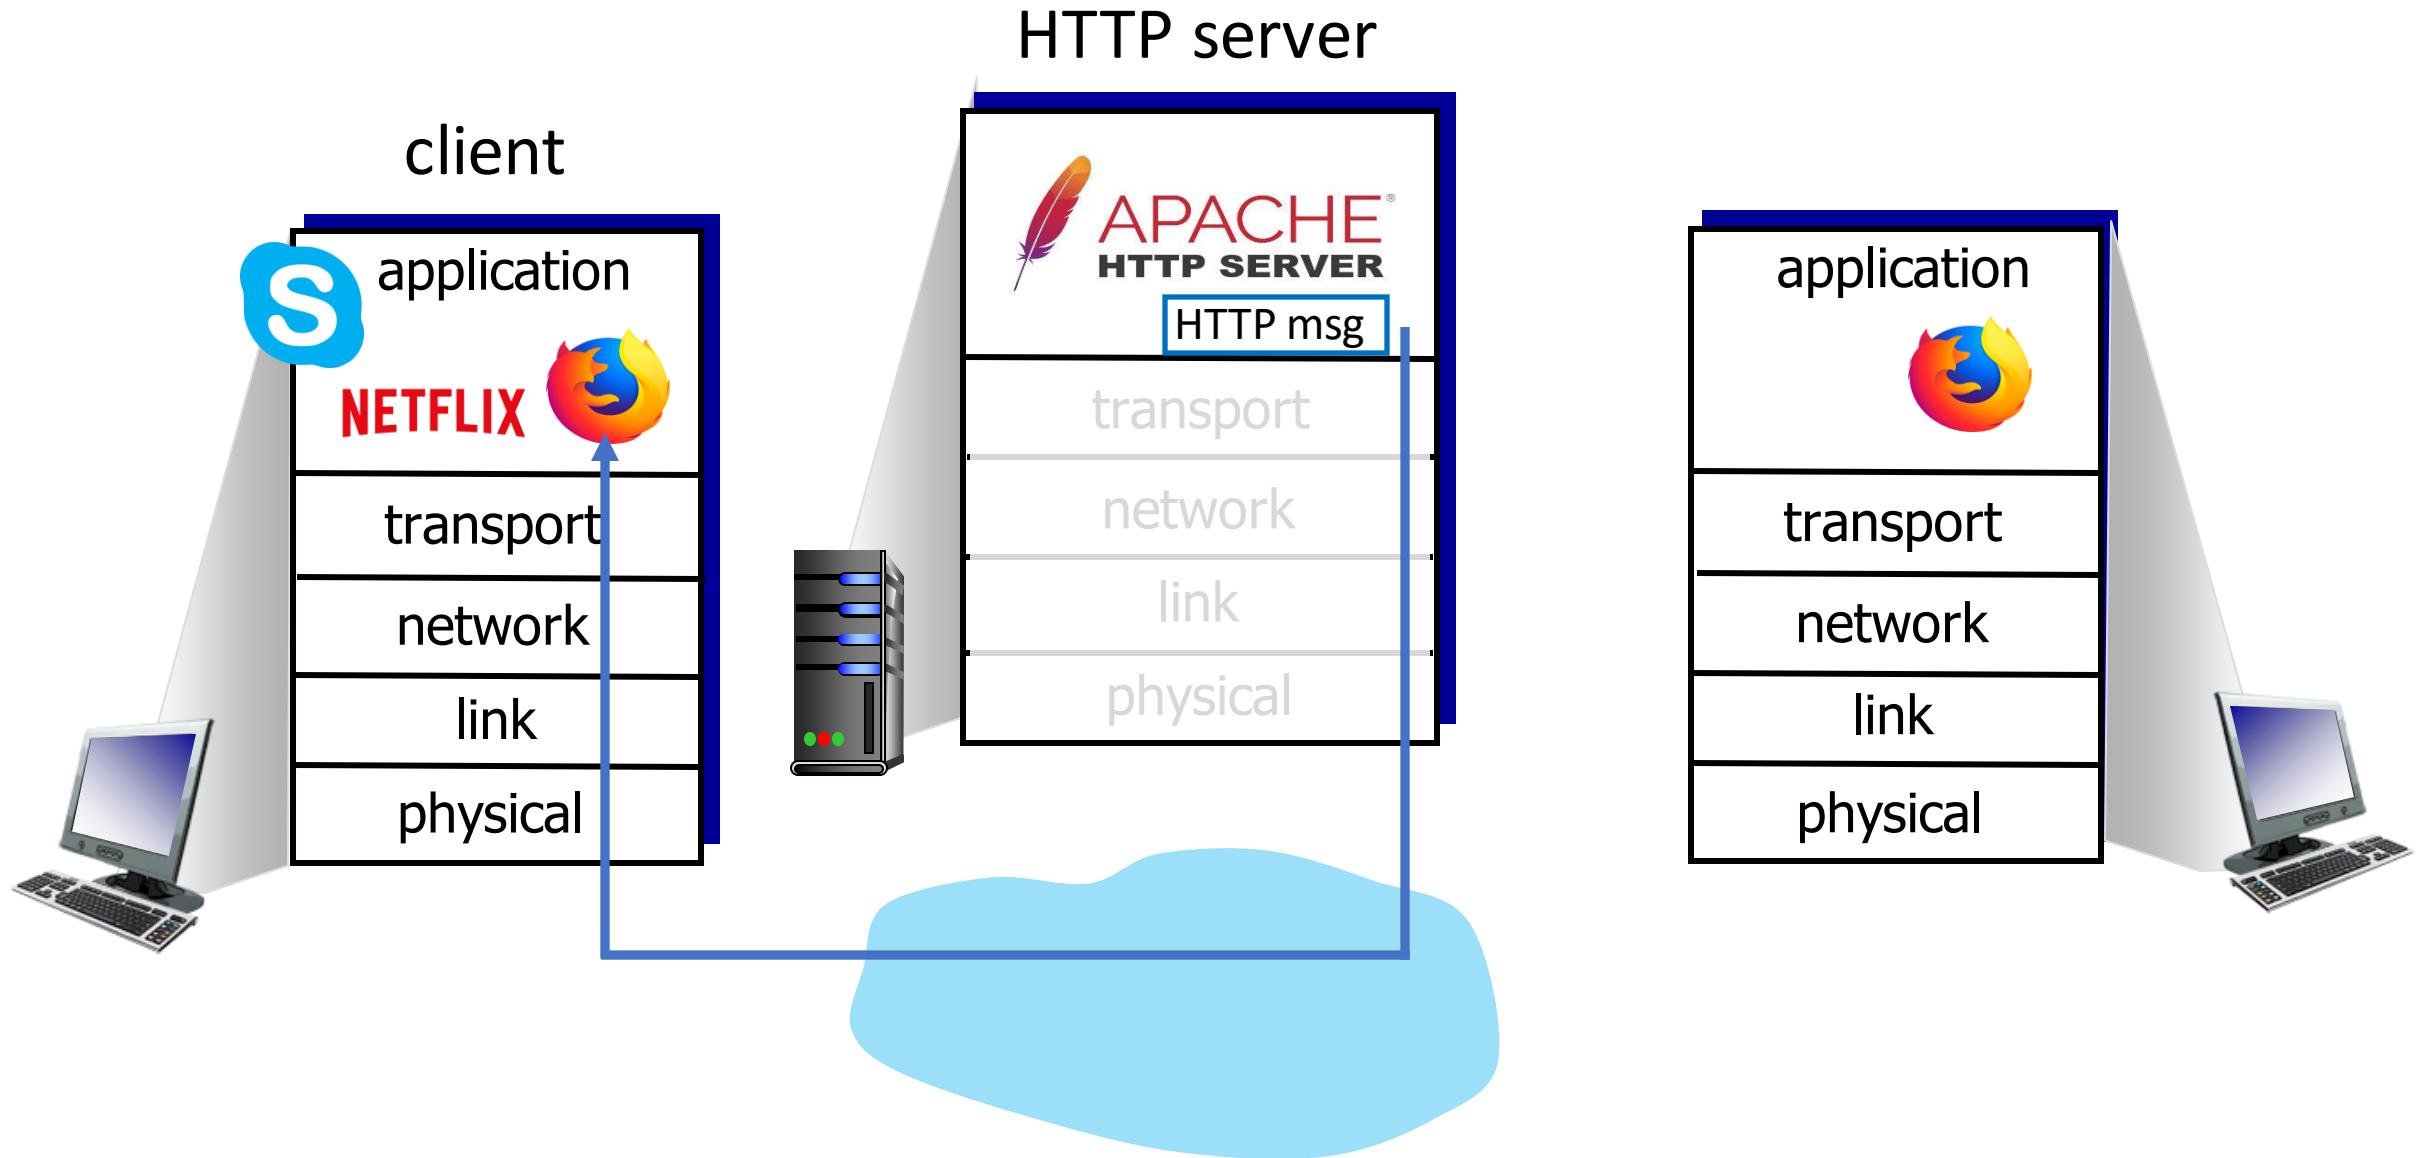 HTTP server
client
application
S
NETFLIX
transport
network
link
physical
APACHE®
HTTP SERVER
HTTP msg
transport
network
link
physical
application
transport
network
link
physical